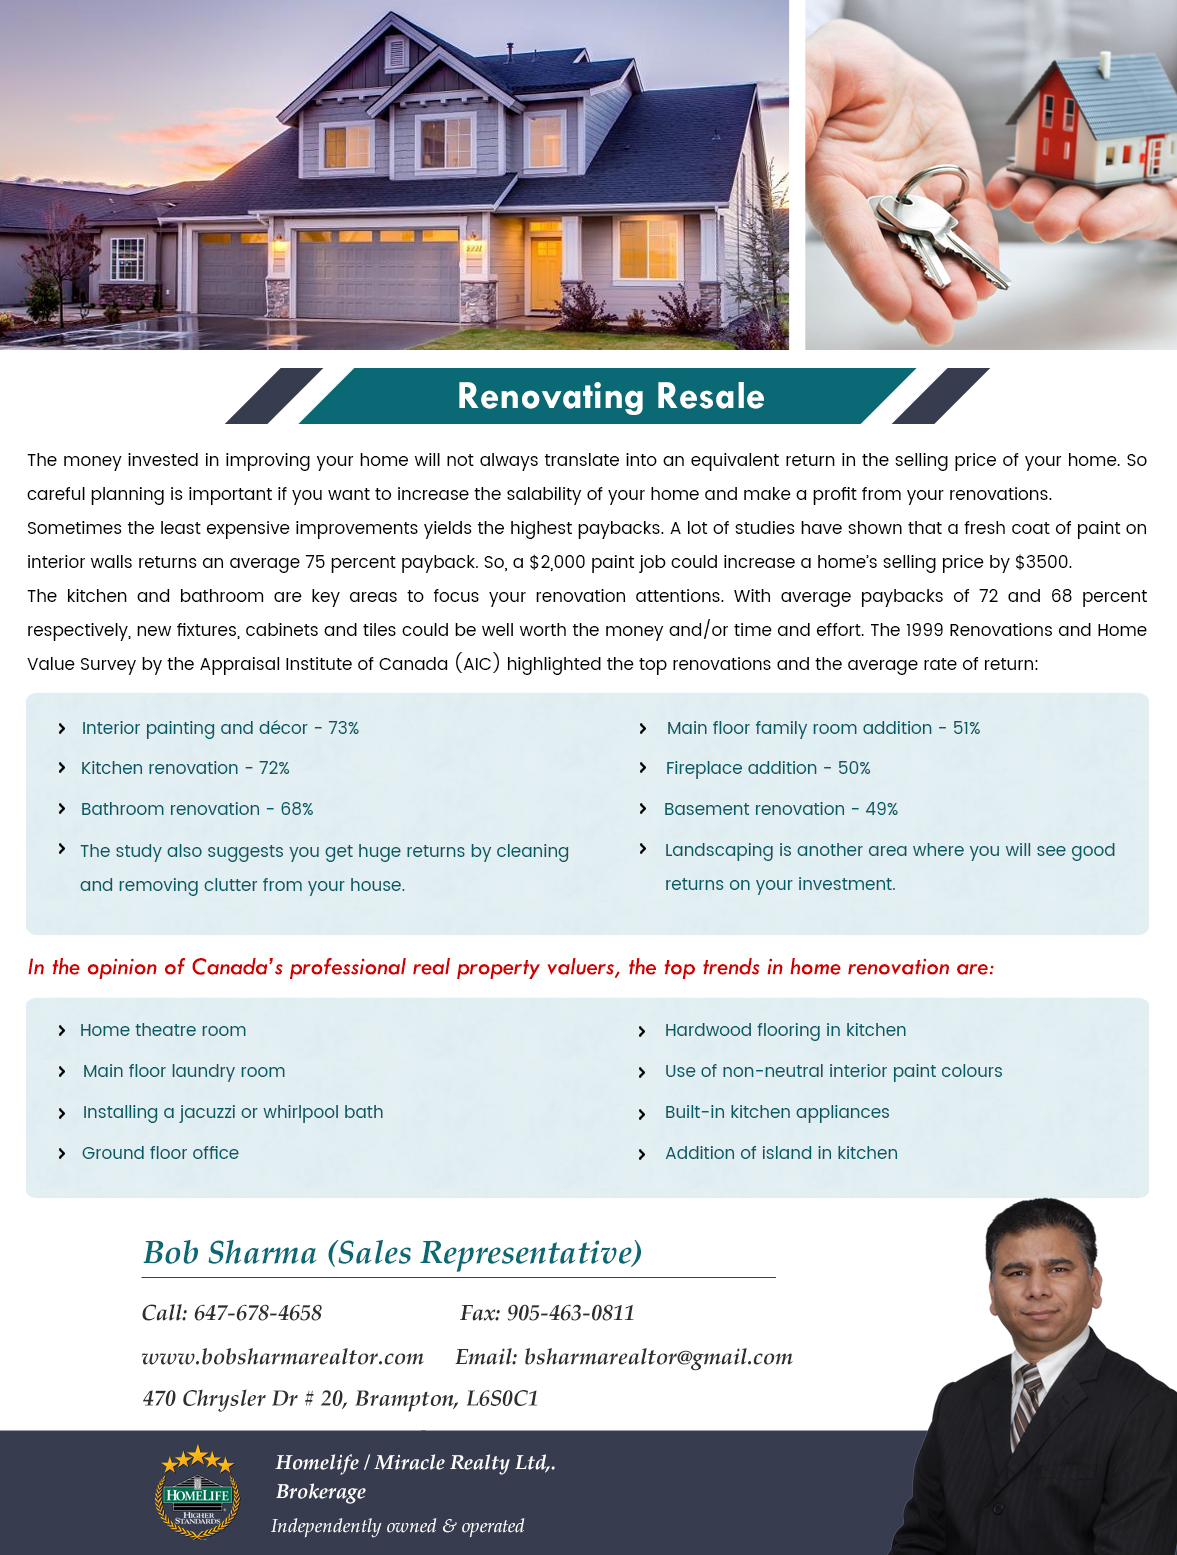 Renovating Resale
The money invested in improving your home will not always translate into an equivalent return in the selling price of your home. So
careful planning is important if you want to increase the salability of your home and make a profit from your renovations.
Sometimes the least expensive improvements yields the highest paybacks. A lot of studies have shown that a fresh coat of paint on
interior walls returns an average 75 percent payback. So, a $2,000 paint job could increase a home's selling price by $3500.
The kitchen and bathroom are key areas to focus your renovation attentions. With average paybacks of 72 and 68 percent
respectively, new fixtures, cabinets and tiles could be well worth the money and/or time and effort. The 1999 Renovations and Home
Value Survey by the Appraisal Institute of Canada (AIC) highlighted the top renovations and the average rate of return:
Interior painting and décor - 73%
Kitchen renovation - 72%
Bathroom renovation - 68%
The study also suggests you get huge returns by cleaning
and removing clutter from your house.
Main floor family room addition - 51%
Fireplace addition - 50%
Basement renovation - 49%
Landscaping is another area where you will see good
returns on your investment.
In the opinion of Canada's professional real property valuers, the top trends in home renovation are:
Home theatre room
Main floor laundry room
Installing a jacuzzi or whirlpool bath
Ground floor office
Hardwood flooring in kitchen
Use of non-neutral interior paint colours
Built-in kitchen appliances
Addition of island in kitchen
Bob Sharma (Sales Representative)
Call: 647-678-4658 Fax: 905-463-0811
www.bobsharmarealtor.com Email: bsharmarealtor@gmail.com
470 Chrysler Dr # 20, Brampton, L6S0C1
HOMELIFE
HIGHER
STANDARDS
Homelife / Miracle Realty Ltd,.
Brokerage
Independently owned & operated